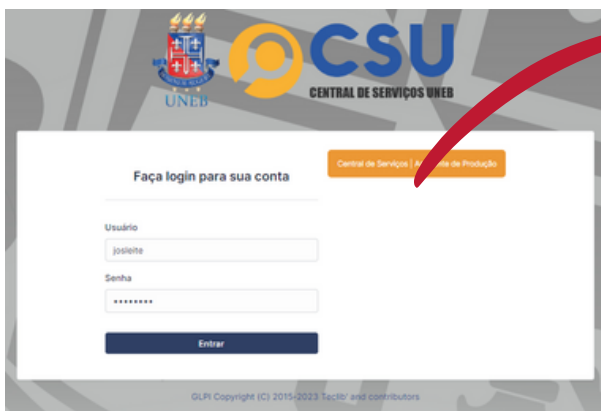 UNEB
CSU
CENTRAL DE SERVIÇOS UNEB
Central de Serviços | de Produção
Faça login para sua conta
Usuário
josleite
Senha
••••••••
Entrar
GLPI Copyright (C) 2015-2023 Teclib' and contributors